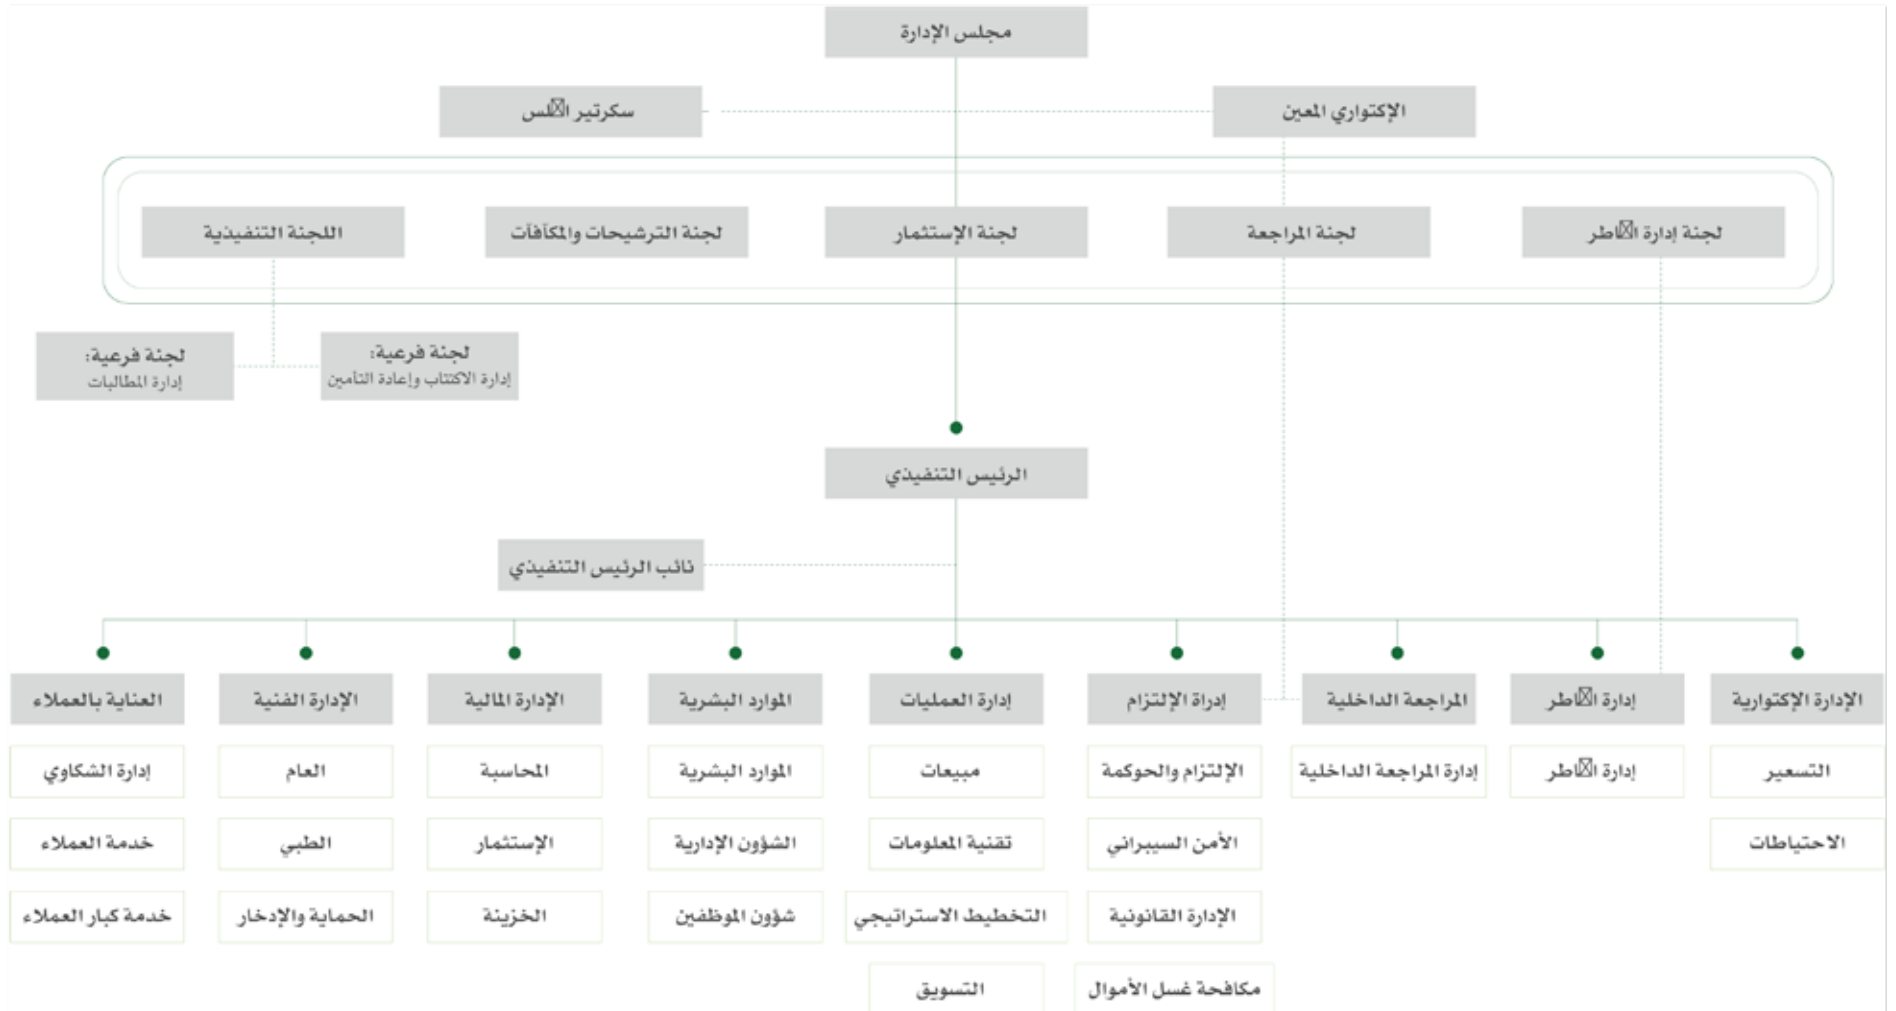 مجلس الإدارة
الإكتواري المعين
سكرتير
لجنة إدارة
لجنة المراجعة
لجنة الإستثمار
لجنة الترشيحات والمكآفآت
اللجنة التنفيذية
لجنة فرعية:
إدارة الاكتتاب وإعادة التأمين
لجنة فرعية:
إدارة المطالبات
الرئيس التنفيذي
نائب الرئيس التنفيذي
الإدارة الإكتوارية
إدارة
المراجعة الداخلية
إدراة الإلتزام
إدارة العمليات
الموارد البشرية
الإدارة المالية
الإدارة الفنية
العناية بالعملاء
التسعير
إدارة
إدارة المراجعة الداخلية
الإلتزام والحوكمة
مبيعات
الموارد البشرية
المحاسبة
العام
إدارة الشكاوي
الاحتياطات
الأمن السيبراني
تقنية المعلومات
الشؤون الإدارية
الإستثمار
الطبي
خدمة العملاء
الإدارة القانونية
التخطيط الاستراتيجي
شؤون الموظفين
الخزينة
الحماية والإدخار
خدمة كبار العملاء
مكافحة غسل الأموال
التسويق